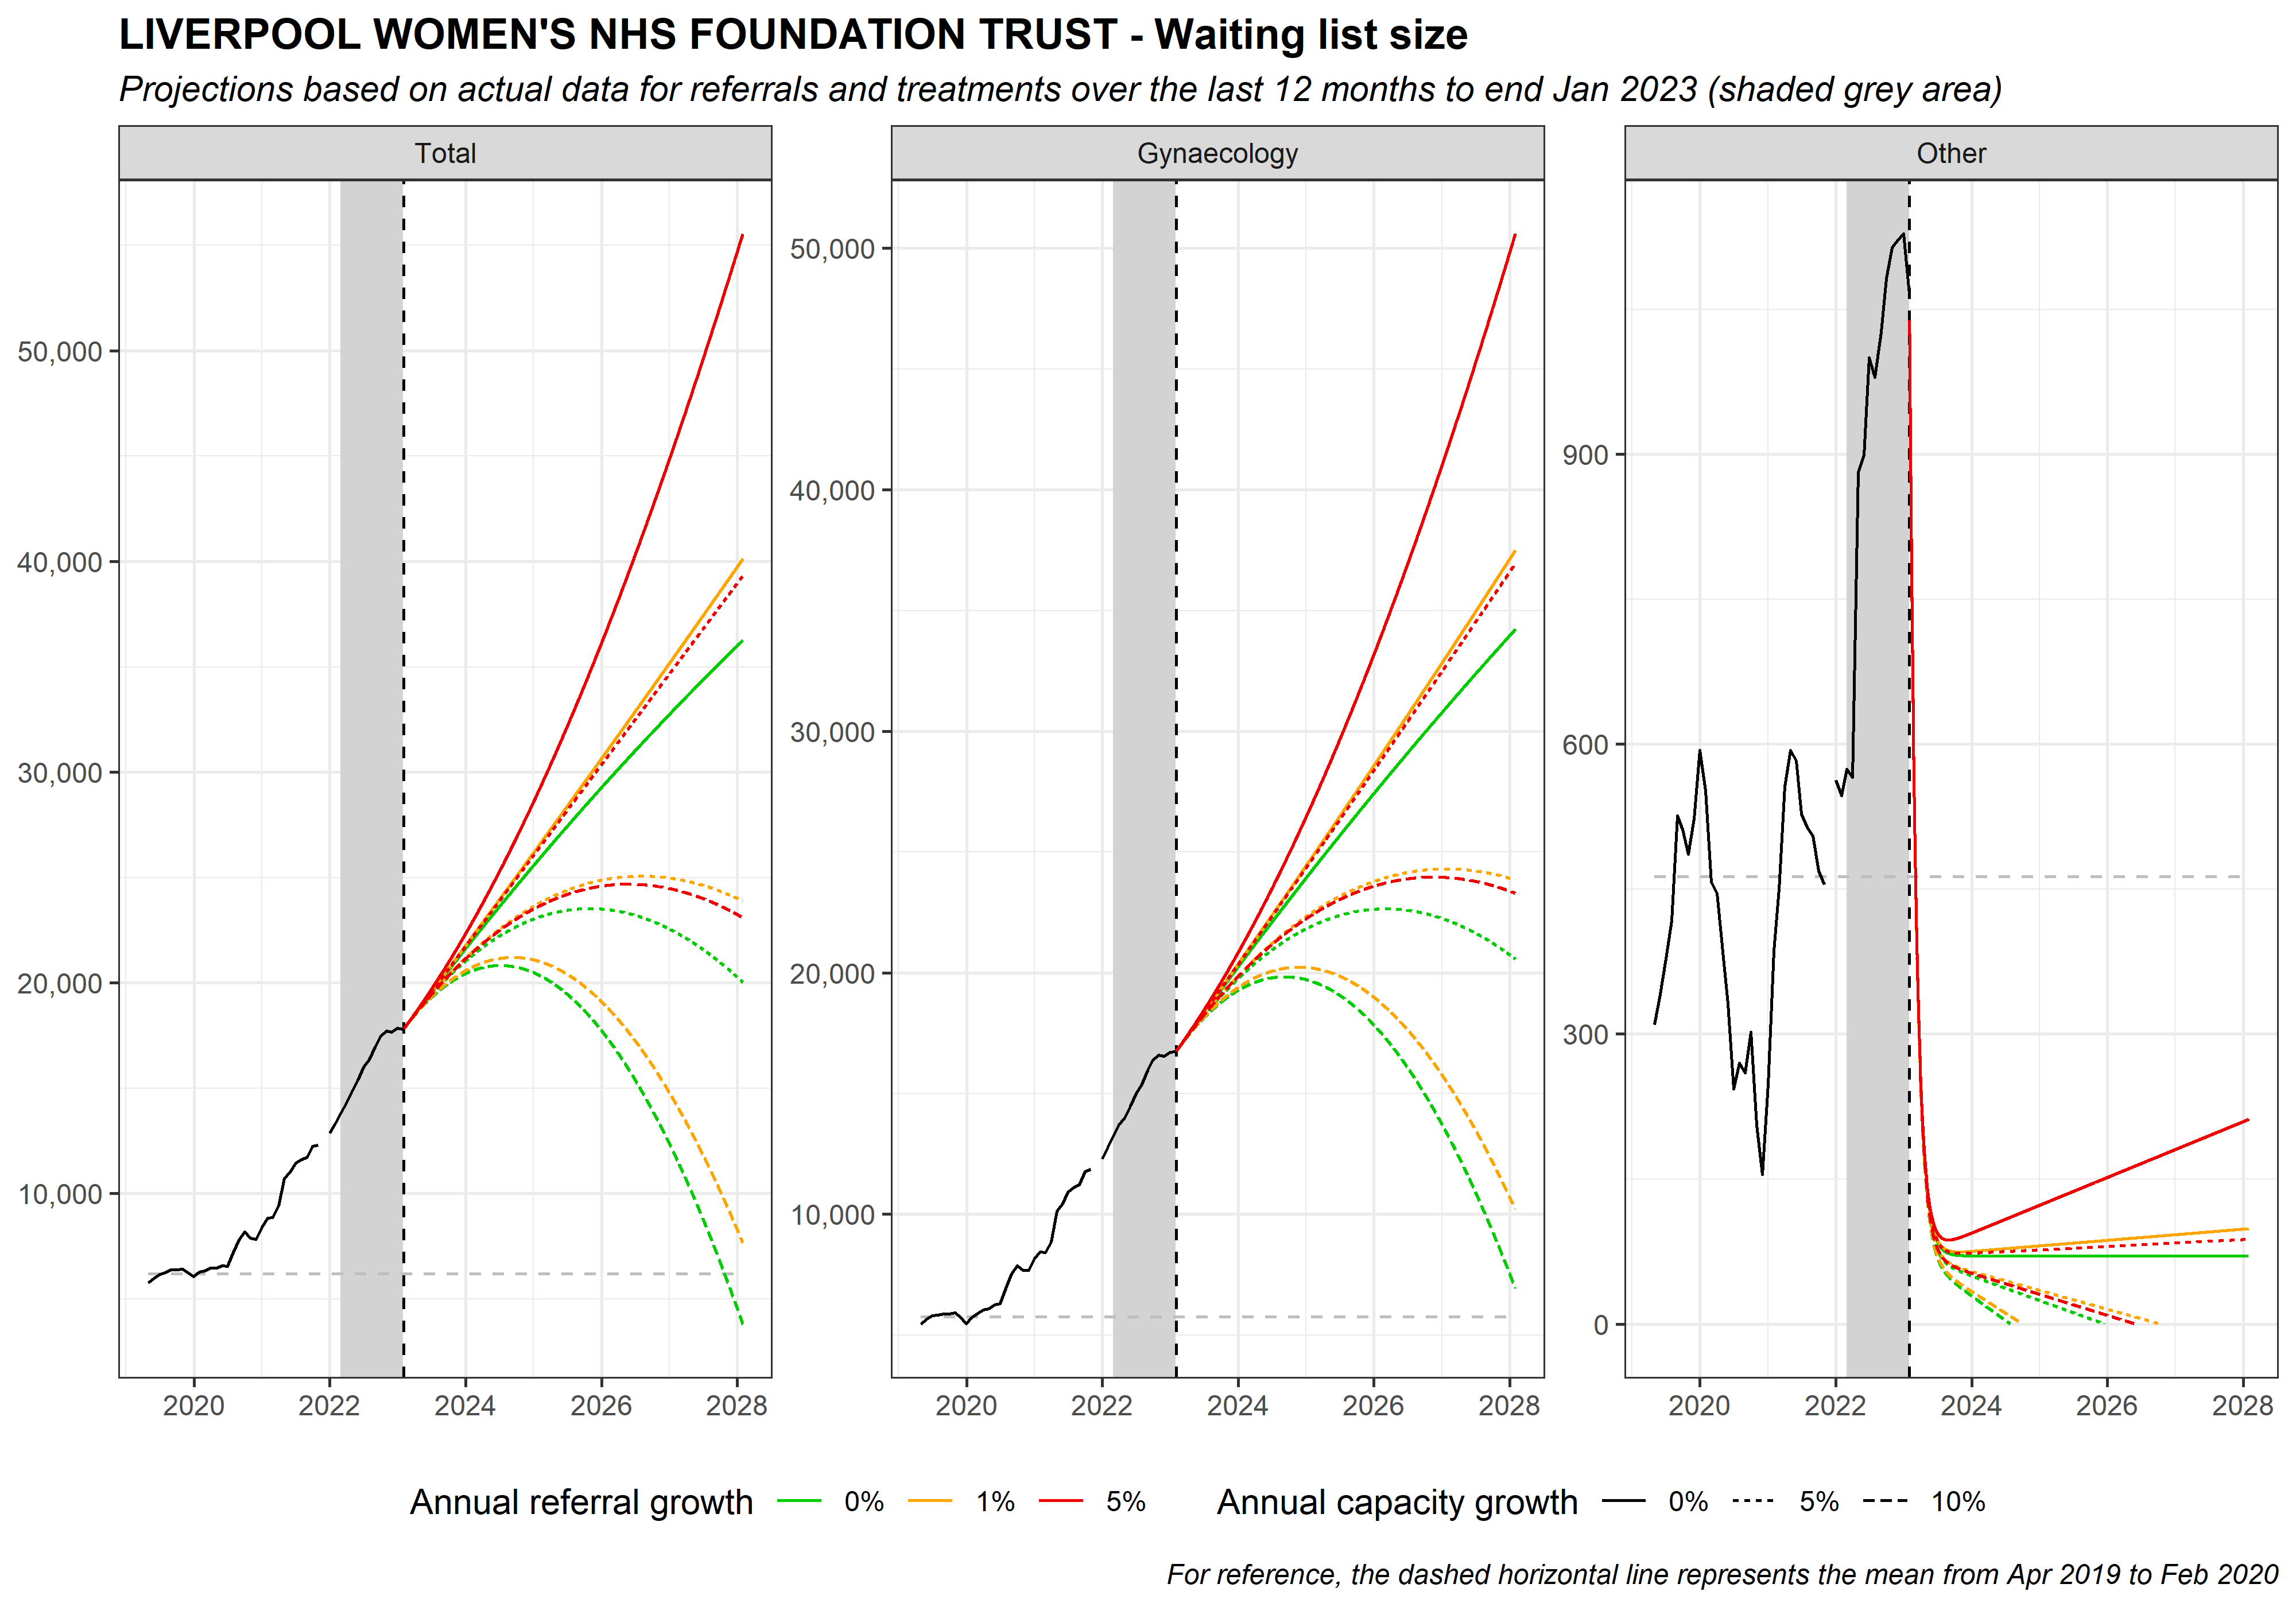 LIVERPOOL WOMEN'S NHS FOUNDATION TRUST - Waiting list size
Projections based on actual data for referrals and treatments over the last 12 months to end Jan 2023 (shaded grey area)
Total
50,000
40,000
30,000
20,000
10,000
2020 2022 2024 2026 2028
Gynaecology
50,000
40,000
30,000
20,000
10,000
2020 2022 2024 2026 2028
Other
900
600
300
0
2020 2022 2024 2026 2028
Annual referral growth 0% 1% 5%
Annual capacity growth 0% 5% 10%
For reference, the dashed horizontal line represents the mean from Apr 2019 to Feb 2020